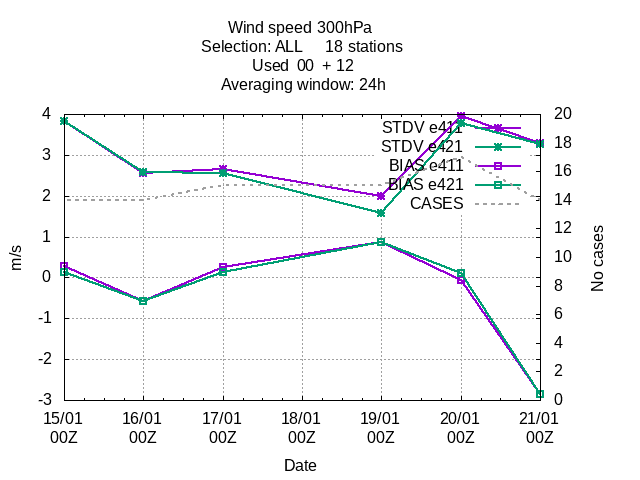 Wind speed 300hPa
Selection: ALL 18 stations
Used 00 + 12
Averaging window: 24h
4
3
2
1
0
-1
-2
-3
m/s
20
18
16
14
12
10
8
6
4
2
0
No cases
STDV e411
STDV e421
BIAS e411
BIAS e421
CASES
15/01 16/01 17/01 18/01 19/01 20/01 21/01
00Z 00Z 00Z 00Z 00Z 00Z 00Z
Date